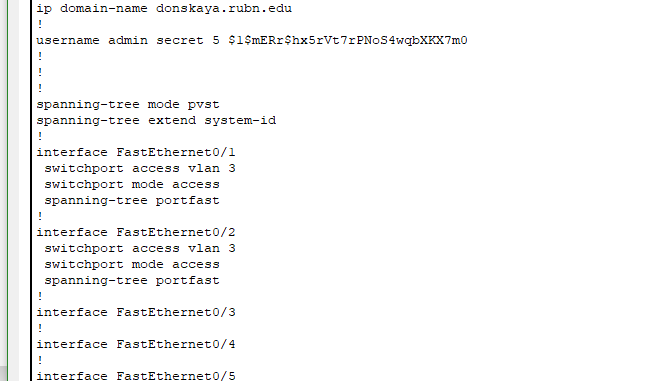 ip domain-name donskaya.rubn.edu
!
username admin secret 5 $1$mERr$hx5rVt7rPNoS4wqbXKX7m0
!
!
!
spanning-tree mode pvst
spanning-tree extend system-id
!
interface FastEthernet0/1
 switchport access vlan 3
 switchport mode access
 spanning-tree portfast
!
interface FastEthernet0/2
 switchport access vlan 3
 switchport mode access
 spanning-tree portfast
!
interface FastEthernet0/3
!
interface FastEthernet0/4
!
interface FastEthernet0/5